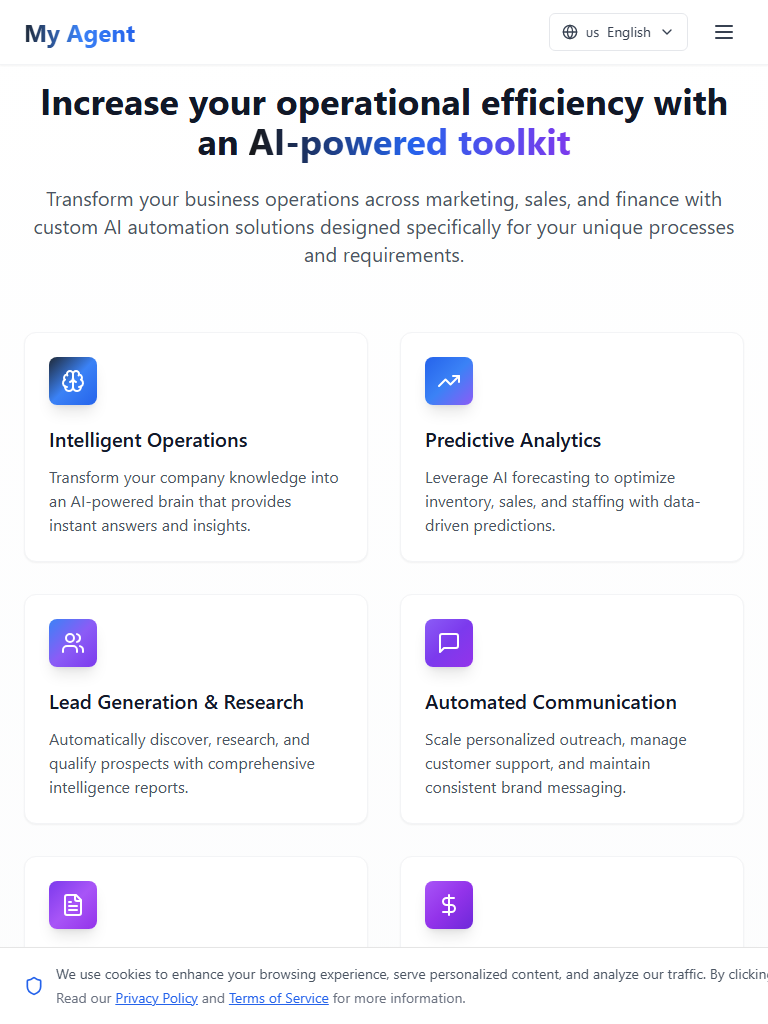 My Agent
us English
Increase your operational efficiency with
an AI-powered toolkit
Transform your business operations across marketing, sales, and finance with
custom AI automation solutions designed specifically for your unique processes
and requirements.
Intelligent Operations
Transform your company knowledge into
an AI-powered brain that provides
instant answers and insights.
Predictive Analytics
Leverage AI forecasting to optimize
inventory, sales, and staffing with data-
driven predictions.
Lead Generation & Research
Automatically discover, research, and
qualify prospects with comprehensive
intelligence reports.
Automated Communication
Scale personalized outreach, manage
customer support, and maintain
consistent brand messaging.
We use cookies to enhance your browsing experience, serve personalized content, and analyze our traffic. By clickin
Read our Privacy Policy and Terms of Service for more information.